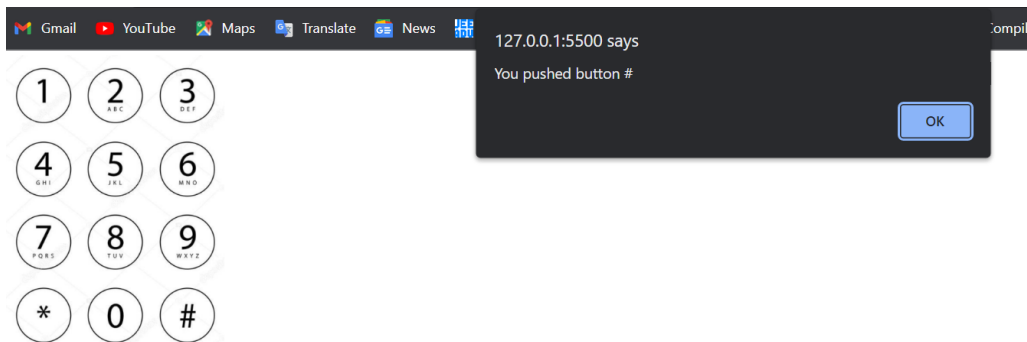 Gmail YouTube Maps Translate News
127.0.0.1:5500 says
You pushed button #
OK
1 2 3
ABC DEF
4 5 6
GHI JKL MNO
7 8 9
PQRS TUV WXYZ
* 0 #